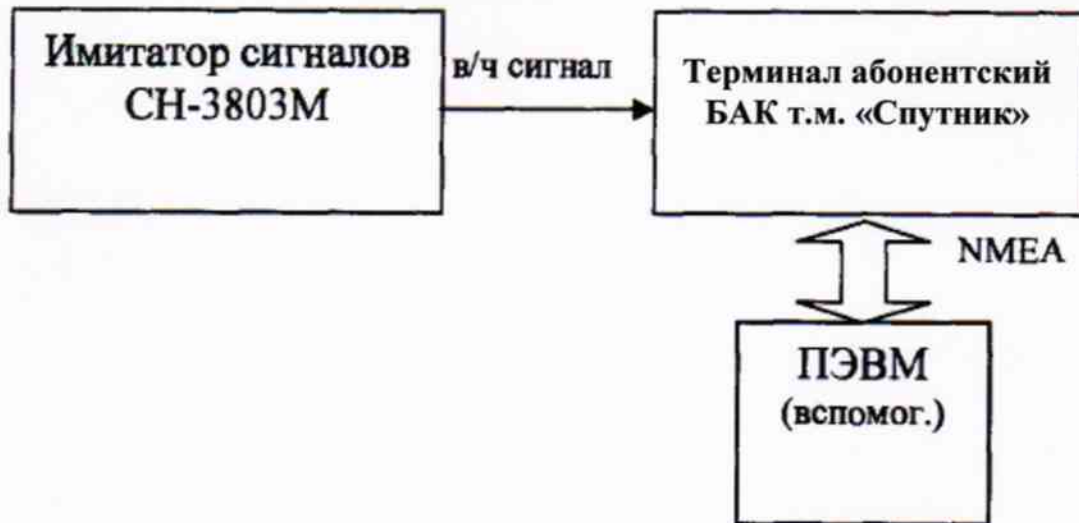 Имитатор сигналов
СН-3803М
в/ч сигнал
Терминал абонентский
БАК т.м. «Спутник»
NMEA
ПЭВМ
(вспомог.)